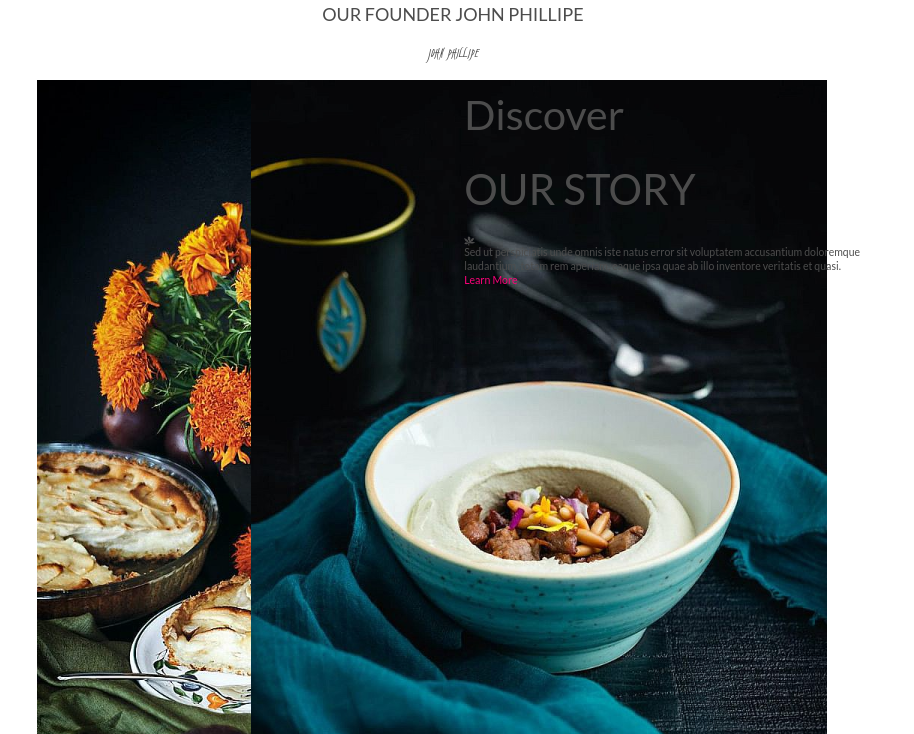 OUR FOUNDER JOHN PHILLIPE
JOHN PHILLIPE
Discover
OUR STORY
Sed ut perspiciatis unde omnis iste natus error sit voluptatem accusantium doloremque
laudantium, totam rem aperiam, eaque ipsa quae ab illo inventore veritatis et quasi.
Learn More